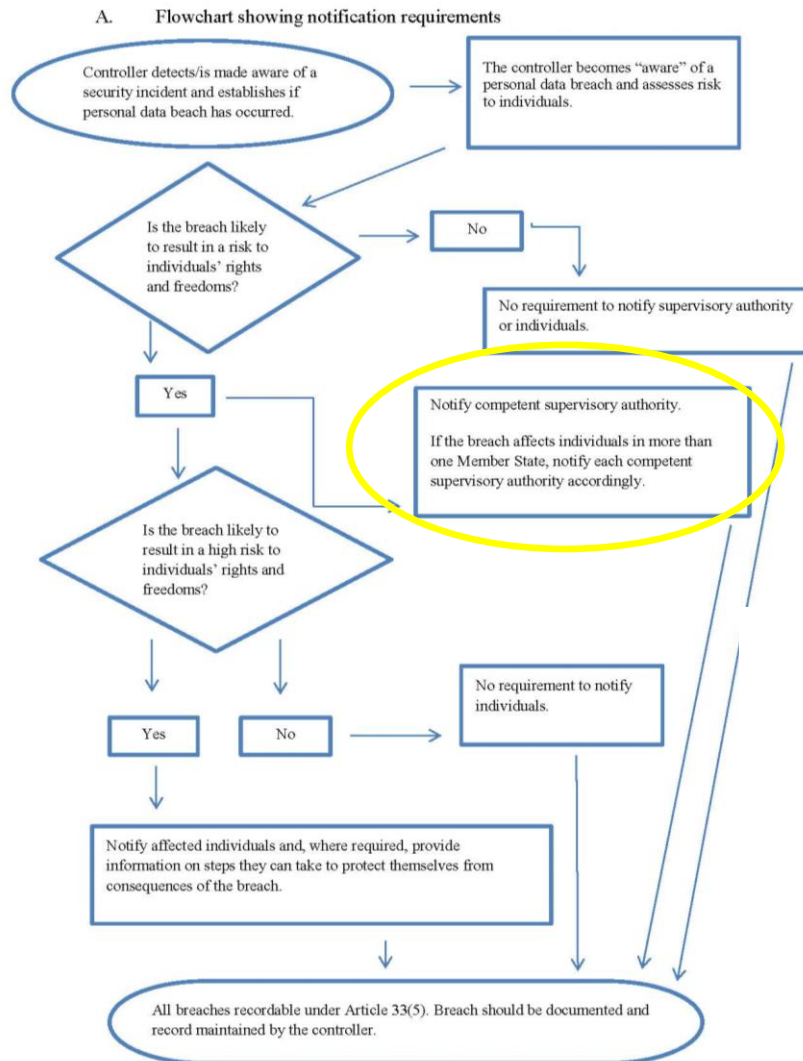 A. Flowchart showing notification requirements
Controller detects/is made aware of a
security incident and establishes if
personal data beach has occurred.
The controller becomes “aware” of a
personal data breach and assesses risk
to individuals.
Is the breach likely
to result in a risk to
individuals’ rights
and freedoms?
No
No requirement to notify supervisory authority
or individuals.
Yes
Notify competent supervisory authority.
If the breach affects individuals in more than
one Member State, notify each competent
supervisory authority accordingly.
Is the breach likely to
result in a high risk to
individuals’ rights and
freedoms?
Yes
No
No requirement to notify
individuals.
Notify affected individuals and, where required, provide
information on steps they can take to protect themselves from
consequences of the breach.
All breaches recordable under Article 33(5). Breach should be documented and
record maintained by the controller.